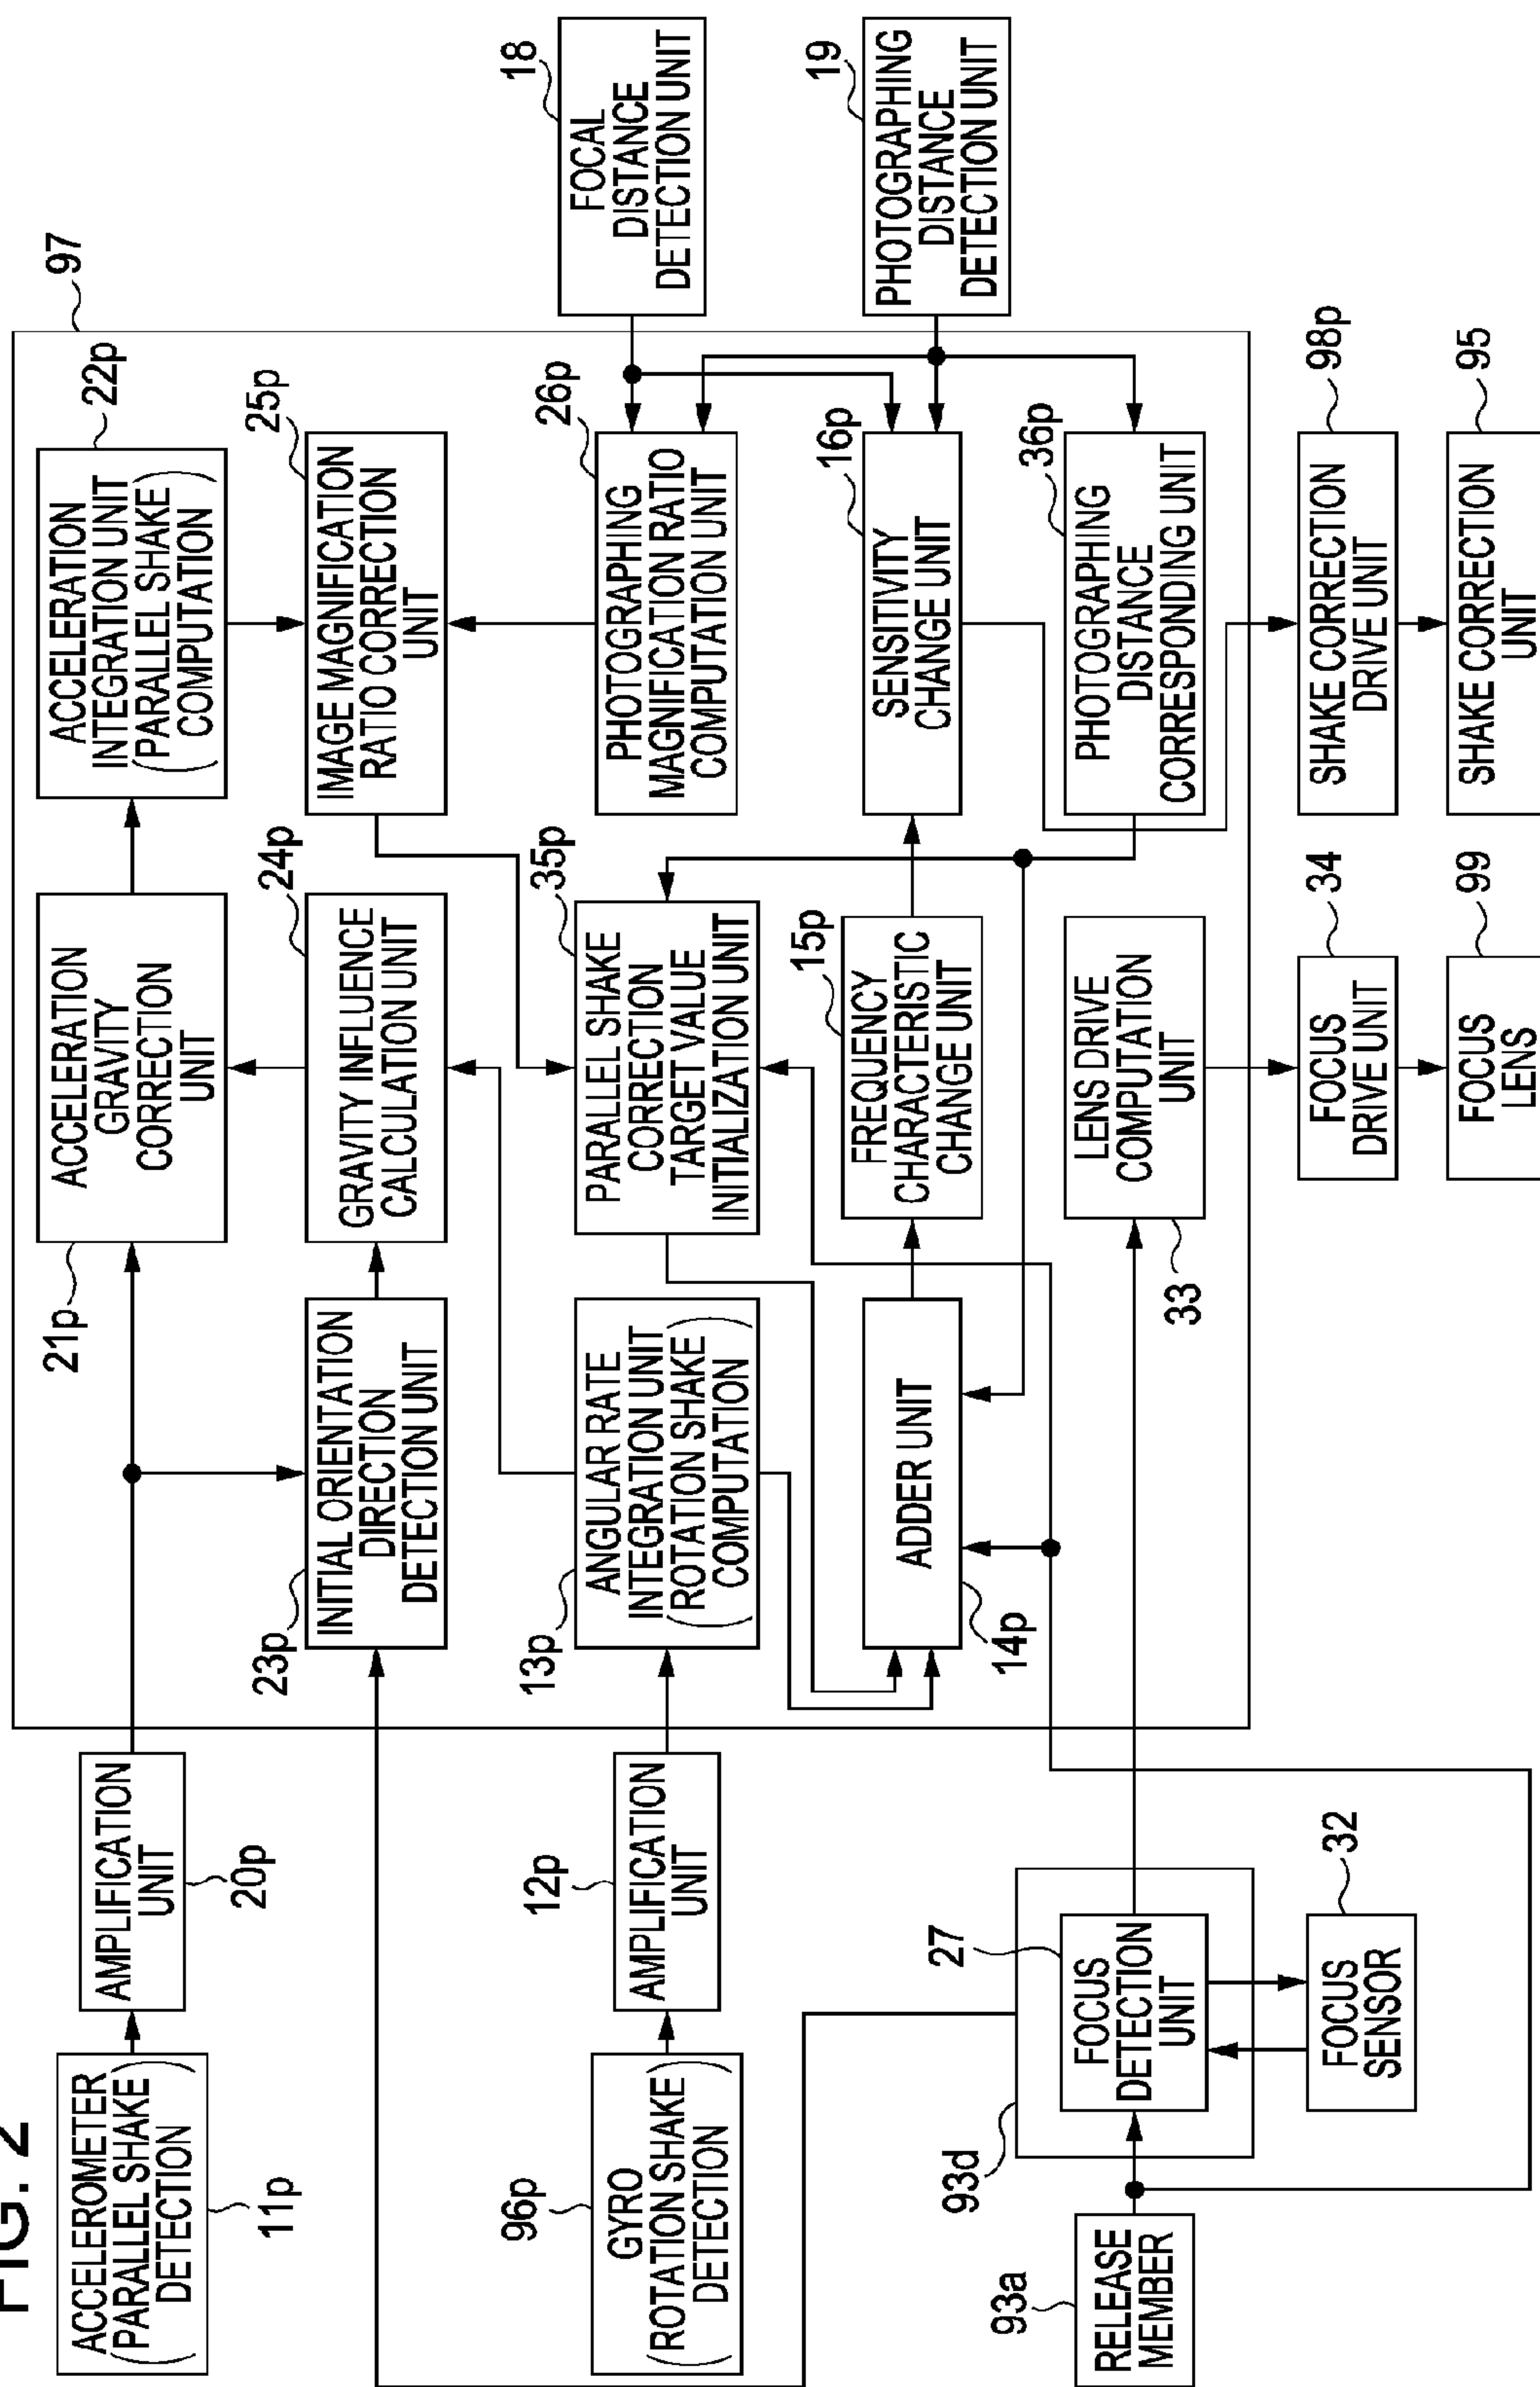 FIG. 2
ACCELEROMETER
(PARALLEL SHAKE
DETECTION)
11p
AMPLIFICATION
UNIT
20p
21p
ACCELERATION
GRAVITY
CORRECTION
UNIT
ACCELERATION
INTEGRATION UNIT
(PARALLEL SHAKE
COMPUTATION)
22p
97
23p
INITIAL ORIENTATION
DIRECTION
DETECTION UNIT
24p
GRAVITY INFLUENCE
CALCULATION UNIT
25p
IMAGE MAGNIFICATION
RATIO CORRECTION
UNIT
96p
GYRO
(ROTATION SHAKE
DETECTION)
12p
AMPLIFICATION
UNIT
13p
ANGULAR RATE
INTEGRATION UNIT
(ROTATION SHAKE
COMPUTATION)
35p
PARALLEL SHAKE
CORRECTION
TARGET VALUE
INITIALIZATION UNIT
26p
PHOTOGRAPHING
MAGNIFICATION RATIO
COMPUTATION UNIT
18
FOCAL
DISTANCE
DETECTION UNIT
ADDER UNIT
14p
15p
FREQUENCY
CHARACTERISTIC
CHANGE UNIT
16p
SENSITIVITY
CHANGE UNIT
19
PHOTOGRAPHING
DISTANCE
DETECTION UNIT
93a
RELEASE
MEMBER
93d
27
FOCUS
DETECTION
UNIT
32
FOCUS
SENSOR
LENS DRIVE
COMPUTATION
UNIT
33
36p
PHOTOGRAPHING
DISTANCE
CORRESPONDING UNIT
34
FOCUS
DRIVE UNIT
98p
SHAKE CORRECTION
DRIVE UNIT
99
FOCUS
LENS
95
SHAKE CORRECTION
UNIT